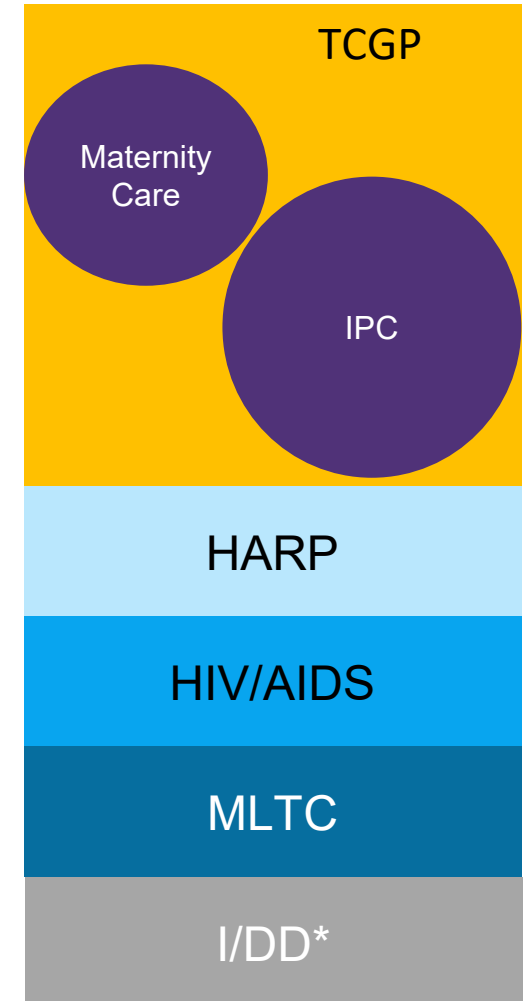 TCGP
Maternity
Care
IPC
HARP
HIV/AIDS
MLTC
I/DD*